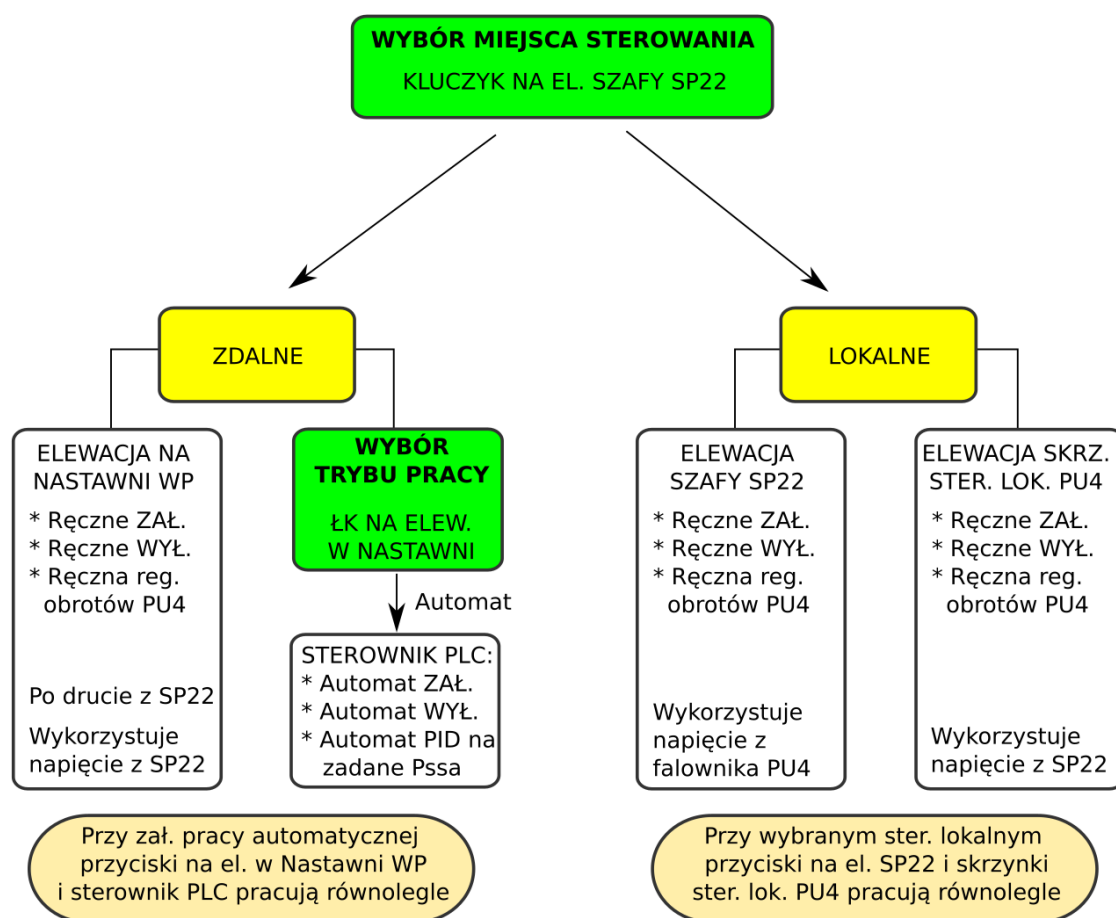 WYBÓR MIEJSCA STEROWANIA
KLUCZYK NA EL. SZAFY SP22
ZDALNE
LOKALNE
ELEWACJA NA
NASTAWNI WP
* Ręczne ZAŁ.
* Ręczne WYŁ.
* Ręczna reg.
obrotów PU4
Po drucie z SP22
Wykorzystuje
napięcie z SP22
WYBÓR
TRYBU PRACY
ŁK NA ELEW.
W NASTAWNI
Automat
STEROWNIK PLC:
* Automat ZAŁ.
* Automat WYŁ.
* Automat PID na
zadane Pssa
ELEWACJA
SZAFY SP22
* Ręczne ZAŁ.
* Ręczne WYŁ.
* Ręczna reg.
obrotów PU4
Wykorzystuje
napięcie z
falownika PU4
ELEWACJA SKRZ.
STER. LOK. PU4
* Ręczne ZAŁ.
* Ręczne WYŁ.
* Ręczna reg.
obrotów PU4
Wykorzystuje
napięcie z SP22
Przy zał. pracy automatycznej
przyciski na el. w Nastawni WP
i sterownik PLC pracują równolegle
Przy wybranym ster. lokalnym
przyciski na el. SP22 i skrzynki
ster. lok. PU4 pracują równolegle